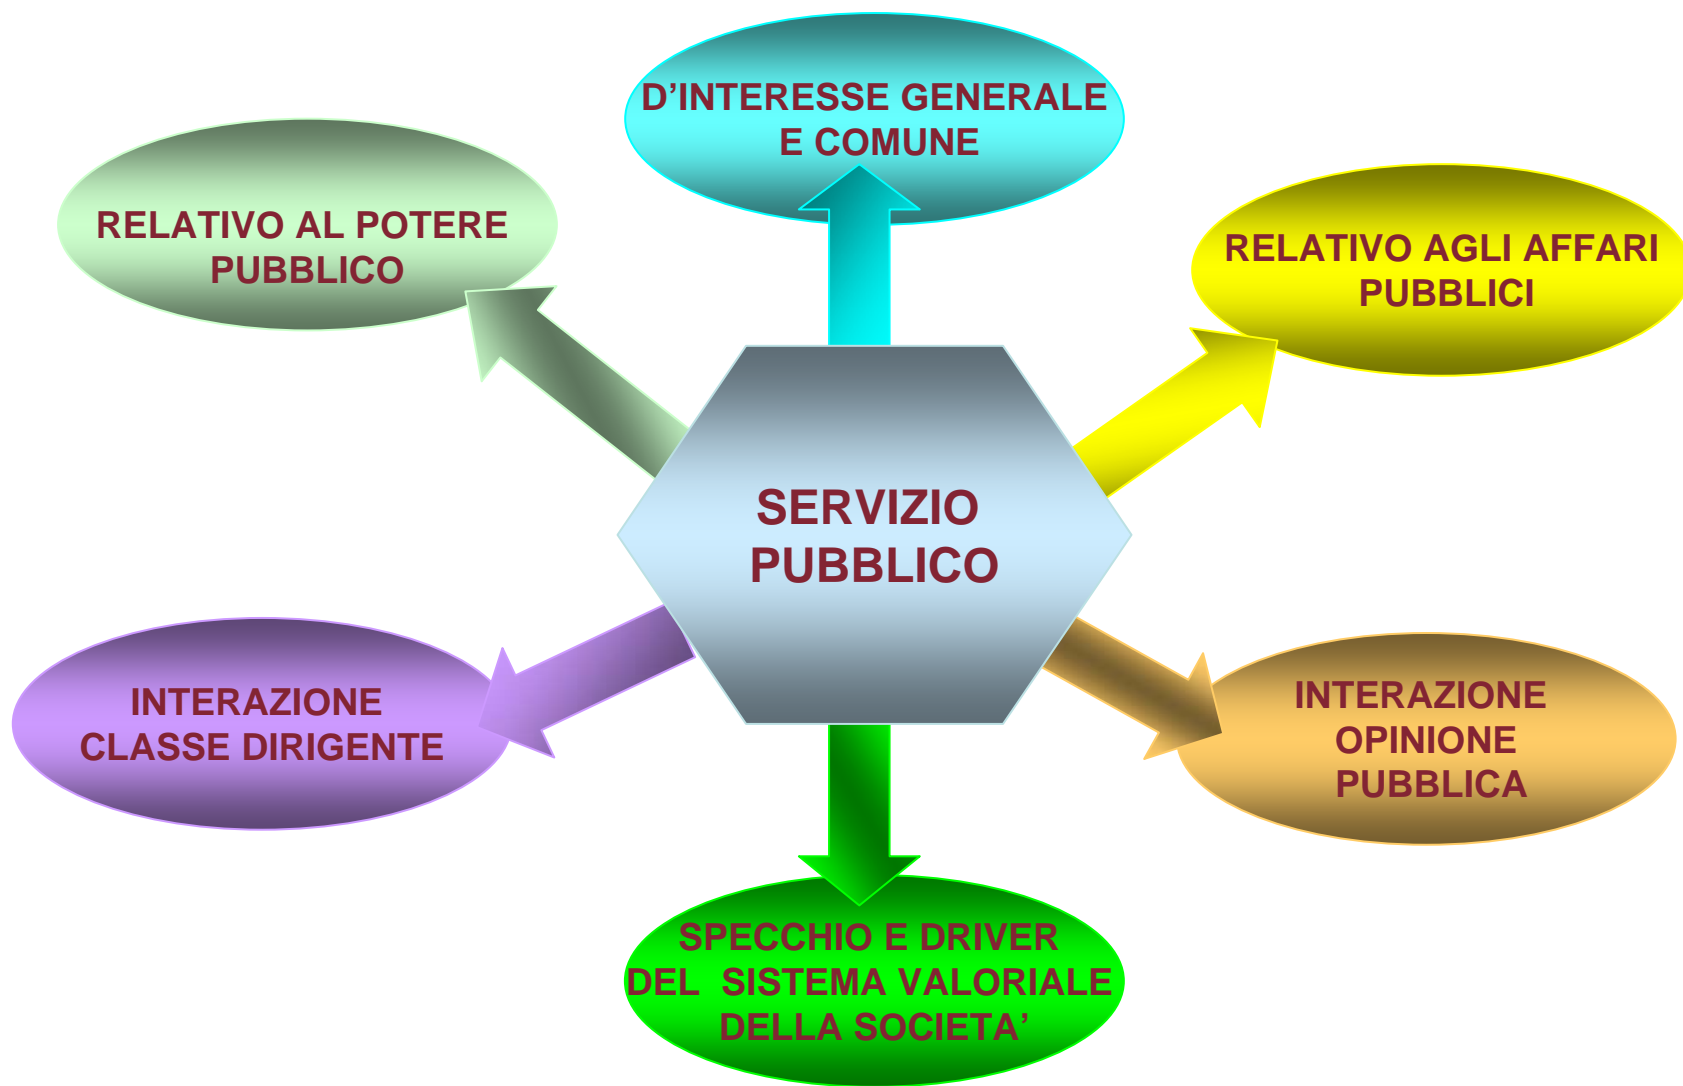 D’INTERESSE GENERALE
E COMUNE
RELATIVO AL POTERE
PUBBLICO
RELATIVO AGLI AFFARI
PUBBLICI
SERVIZIO
PUBBLICO
INTERAZIONE
CLASSE DIRIGENTE
INTERAZIONE
OPINIONE
PUBBLICA
SPECCHIO E DRIVER
DEL SISTEMA VALORIALE
DELLA SOCIETA’